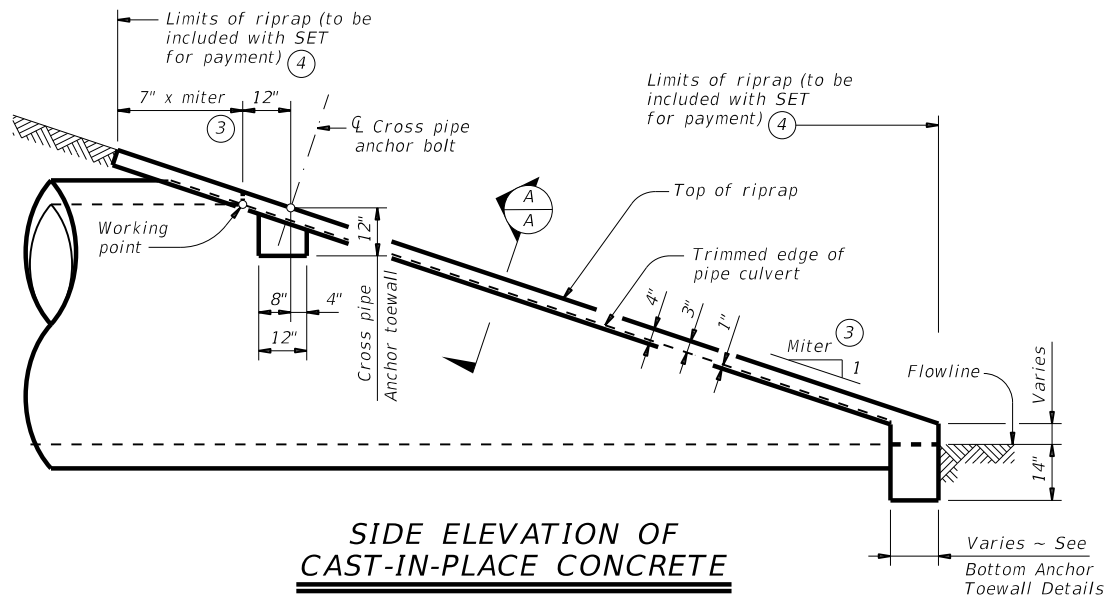 Limits of riprap (to be
included with SET
for payment) 4
7" x miter
12"
3
℄ Cross pipe
anchor bolt
Limits of riprap (to be
included with SET
for payment) 4
A
A
Top of riprap
Working
point
12"
Trimmed edge of
pipe culvert
8"
4"
12"
Cross pipe
Anchor toewall
4"
3"
1"
Miter 3
1
Flowline
Varies
14"
SIDE ELEVATION OF
CAST-IN-PLACE CONCRETE
Varies ~ See
Bottom Anchor
Toewall Details